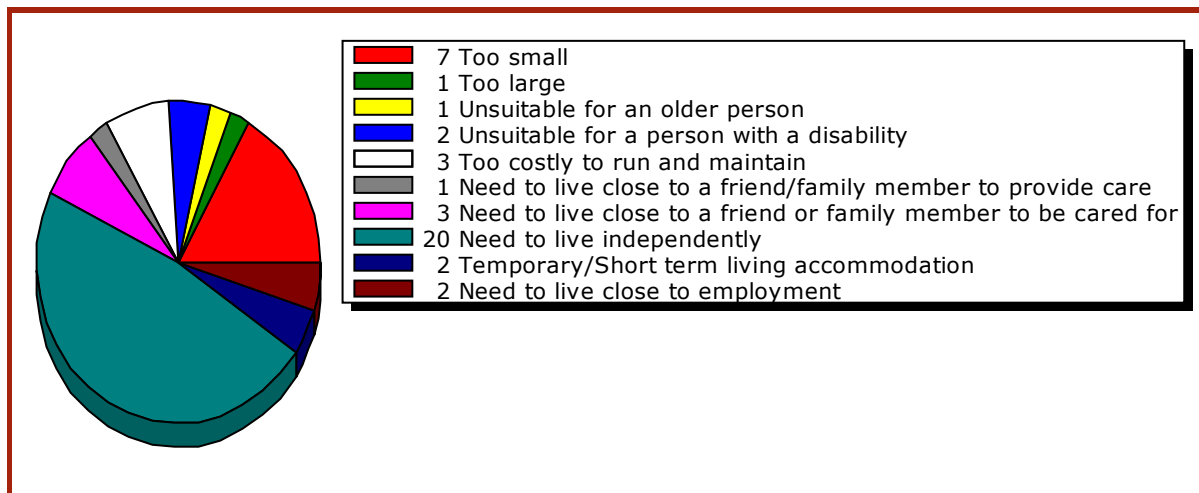 7 Too small
1 Too large
1 Unsuitable for an older person
2 Unsuitable for a person with a disability
3 Too costly to run and maintain
1 Need to live close to a friend/family member to provide care
3 Need to live close to a friend or family member to be cared for
20 Need to live independently
2 Temporary/Short term living accommodation
2 Need to live close to employment